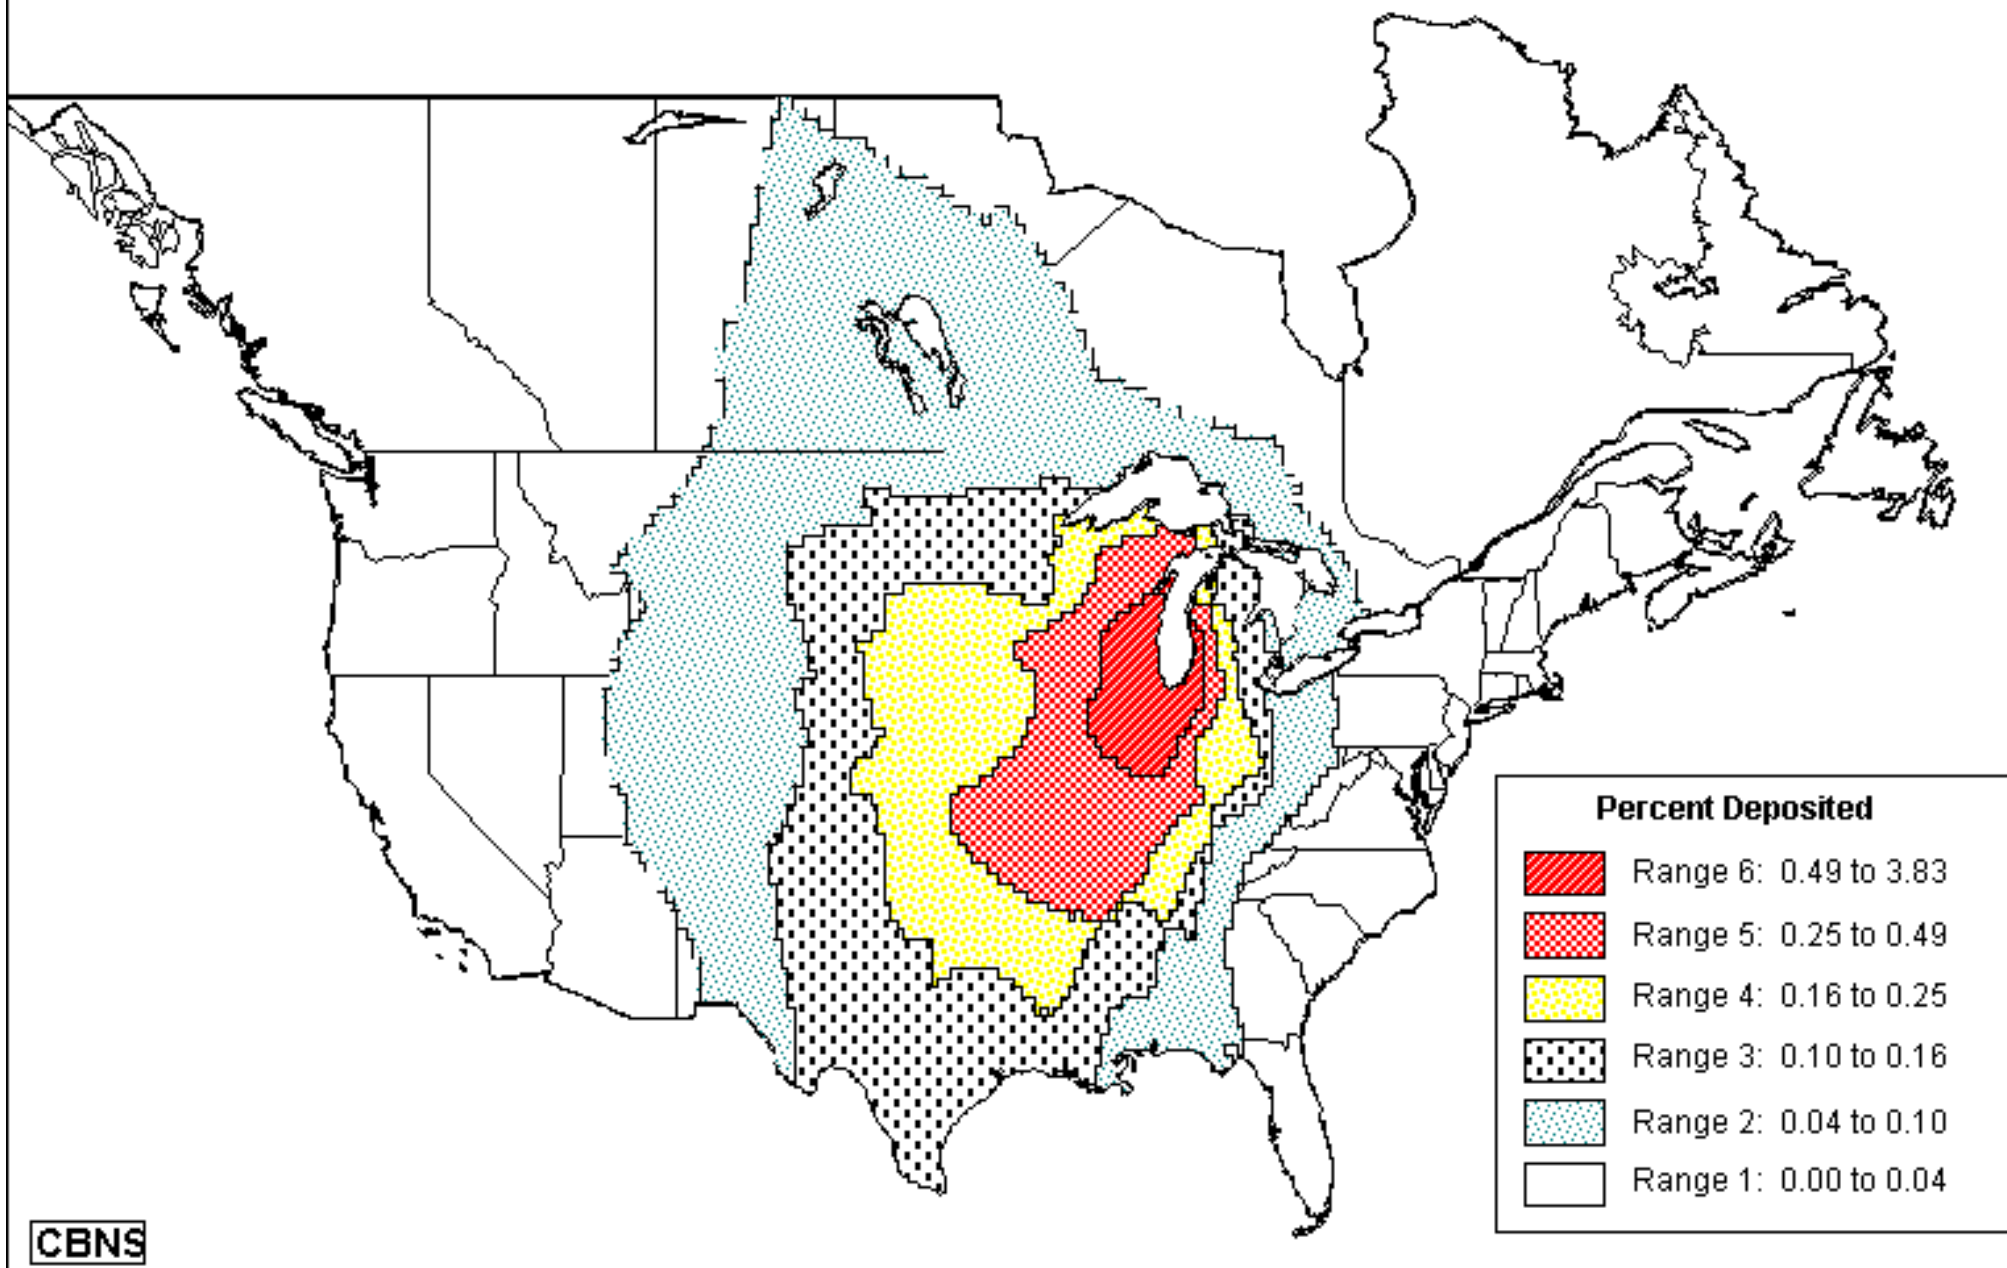 Percent Deposited
Range 6: 0.49 to 3.83
Range 5: 0.25 to 0.49
Range 4: 0.16 to 0.25
Range 3: 0.10 to 0.16
Range 2: 0.04 to 0.10
Range 1: 0.00 to 0.04
CBNS